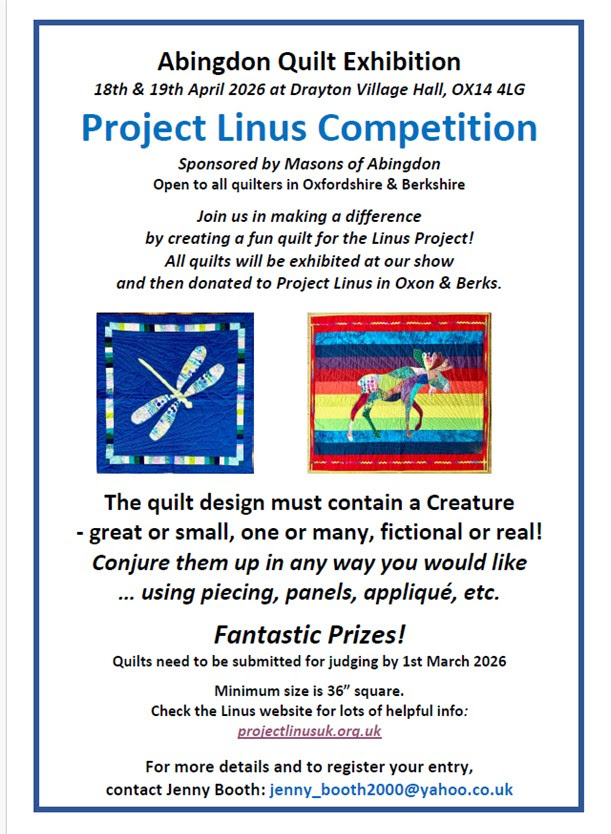 Abingdon Quilt Exhibition
18th & 19th April 2026 at Drayton Village Hall, OX14 4LG
Project Linus Competition
Sponsored by Masons of Abingdon
Open to all quilters in Oxfordshire & Berkshire
Join us in making a difference
by creating a fun quilt for the Linus Project!
All quilts will be exhibited at our show
and then donated to Project Linus in Oxon & Berks.
The quilt design must contain a Creature
- great or small, one or many, fictional or real!
Conjure them up in any way you would like
... using piecing, panels, appliqué, etc.
Fantastic Prizes!
Quilts need to be submitted for judging by 1st March 2026
Minimum size is 36” square.
Check the Linus website for lots of helpful info:
projectlinusuk.org.uk
For more details and to register your entry,
contact Jenny Booth: jenny_booth2000@yahoo.co.uk